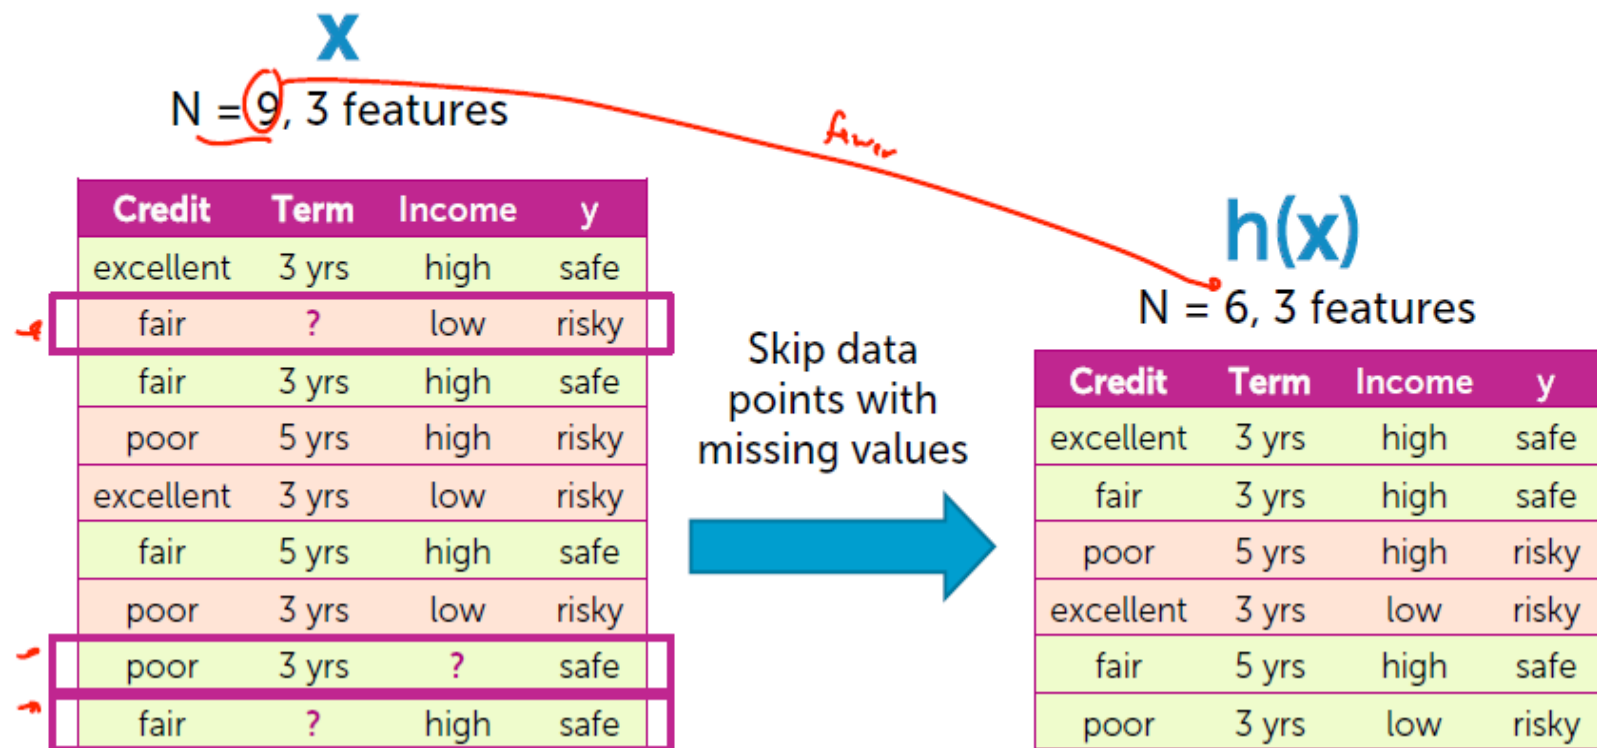 x
N = 9, 3 features
fewer
Credit Term Income y
excellent 3 yrs high safe
fair ? low risky
fair 3 yrs high safe
poor 5 yrs high risky
excellent 3 yrs low risky
fair 5 yrs high safe
poor 3 yrs low risky
poor 3 yrs ? safe
fair ? high safe
Skip data
points with
missing values
h(x)
N = 6, 3 features
Credit Term Income y
excellent 3 yrs high safe
fair 3 yrs high safe
poor 5 yrs high risky
excellent 3 yrs low risky
fair 5 yrs high safe
poor 3 yrs low risky